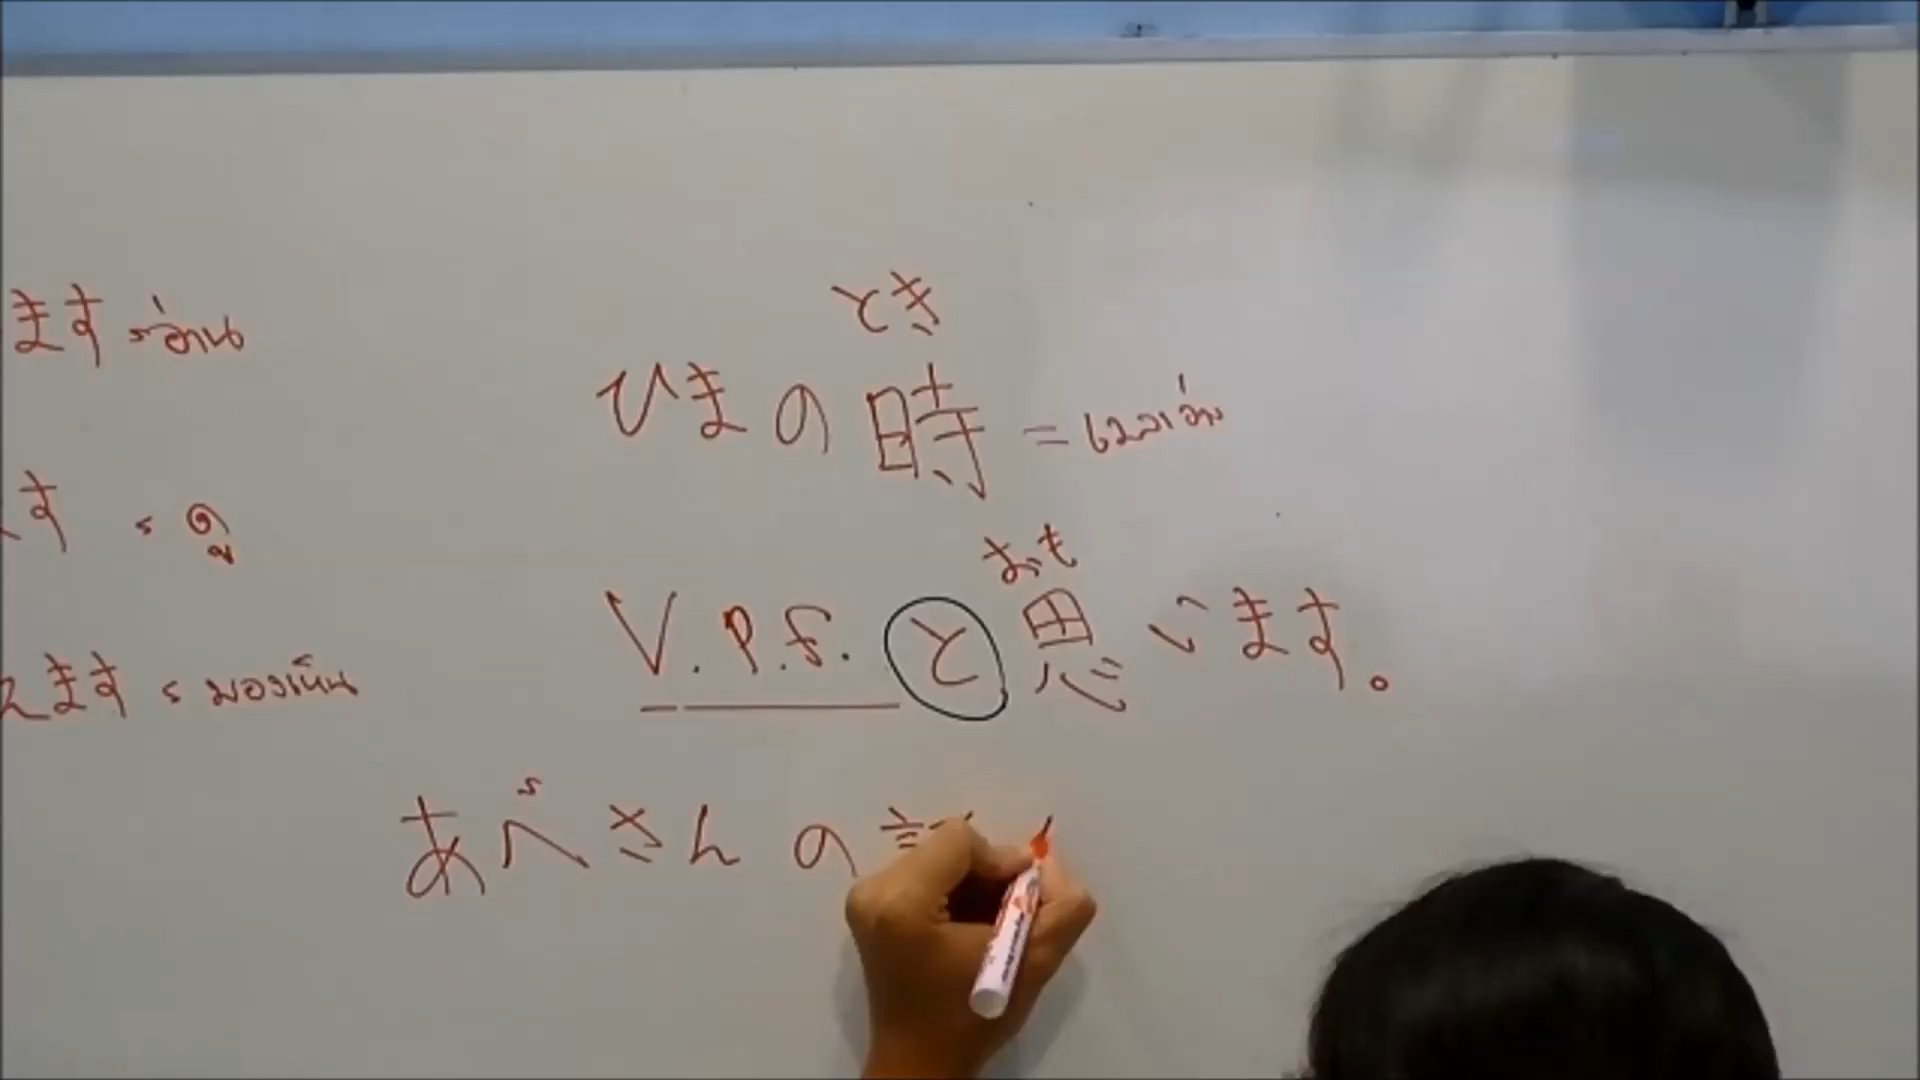 ます = อ่าน
とき
ひまの時 = เวลาว่าง
ます = ดู
おも
V.P.f. と思います。
えます = มองเห็น
あべさんの